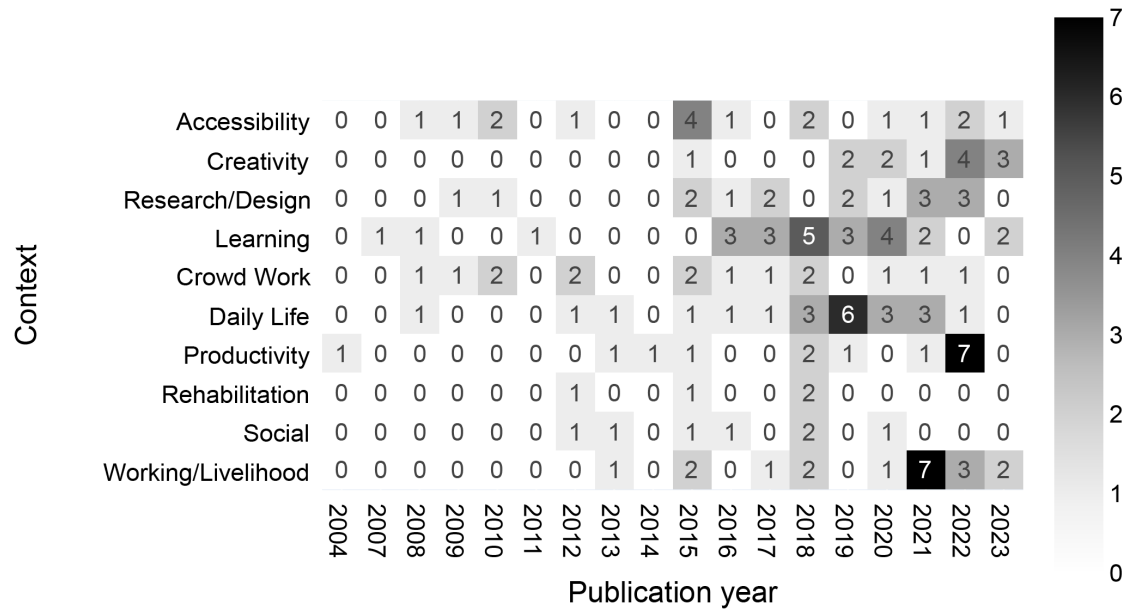 7
Accessibility 0 0 1 1 2 0 1 0 0 4 1 0 2 0 1 1 2 1
6
Creativity 0 0 0 0 0 0 0 0 0 1 0 0 0 2 2 1 4 3
5
Research/Design 0 0 0 1 1 0 0 0 0 2 1 2 0 2 1 3 3 0
Learning 0 1 1 0 0 1 0 0 0 0 3 3 5 3 4 2 0 2
4
Crowd Work 0 0 1 1 2 0 2 0 0 2 1 1 2 0 1 1 1 0
Context
Daily Life 0 0 1 0 0 0 1 1 0 1 1 1 3 6 3 3 1 0
3
Productivity 1 0 0 0 0 0 0 1 1 1 0 0 2 1 0 1 7 0
Rehabilitation 0 0 0 0 0 0 1 0 0 1 0 0 2 0 0 0 0 0
2
Social 0 0 0 0 0 0 1 1 0 1 1 0 2 0 1 0 0 0
Working/Livelihood 0 0 0 0 0 0 0 1 0 2 0 1 2 0 1 7 3 2
1
2004 2007 2008 2009 2010 2011 2012 2013 2014 2015 2016 2017 2018 2019 2020 2021 2022 2023
0
Publication year